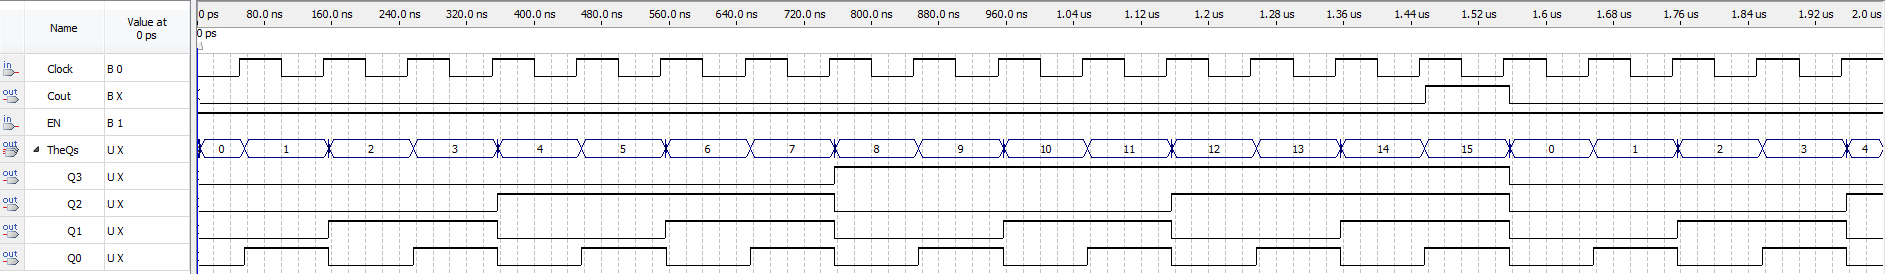 Name Value at 0 ps
0 ps 80.0 ns 160.0 ns 240.0 ns 320.0 ns 400.0 ns 480.0 ns 560.0 ns 640.0 ns 720.0 ns 800.0 ns 880.0 ns 960.0 ns 1.04 us 1.12 us 1.2 us 1.28 us 1.36 us 1.44 us 1.52 us 1.6 us 1.68 us 1.76 us 1.84 us 1.92 us 2.0 us
0 ps
in Clock B 0
out Cout B X
in EN B 1
out TheQs U X 0 1 2 3 4 5 6 7 8 9 10 11 12 13 14 15 0 1 2 3 4
out Q3 U X
out Q2 U X
out Q1 U X
out Q0 U X